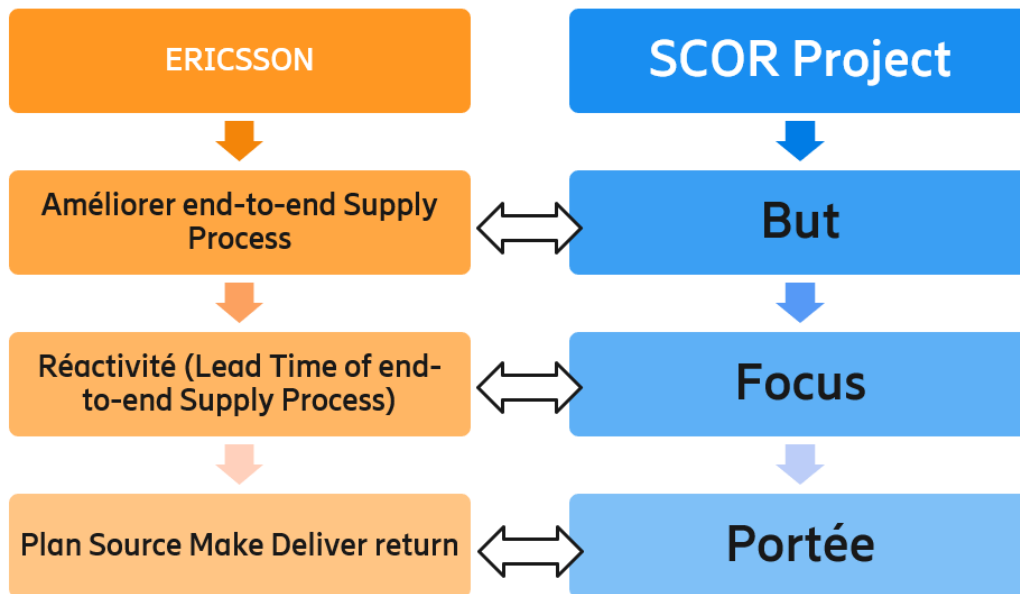 ERICSSON
SCOR Project
Améliorer end-to-end Supply
Process
But
Réactivité (Lead Time of end-
to-end Supply Process)
Focus
Plan Source Make Deliver return
Portée